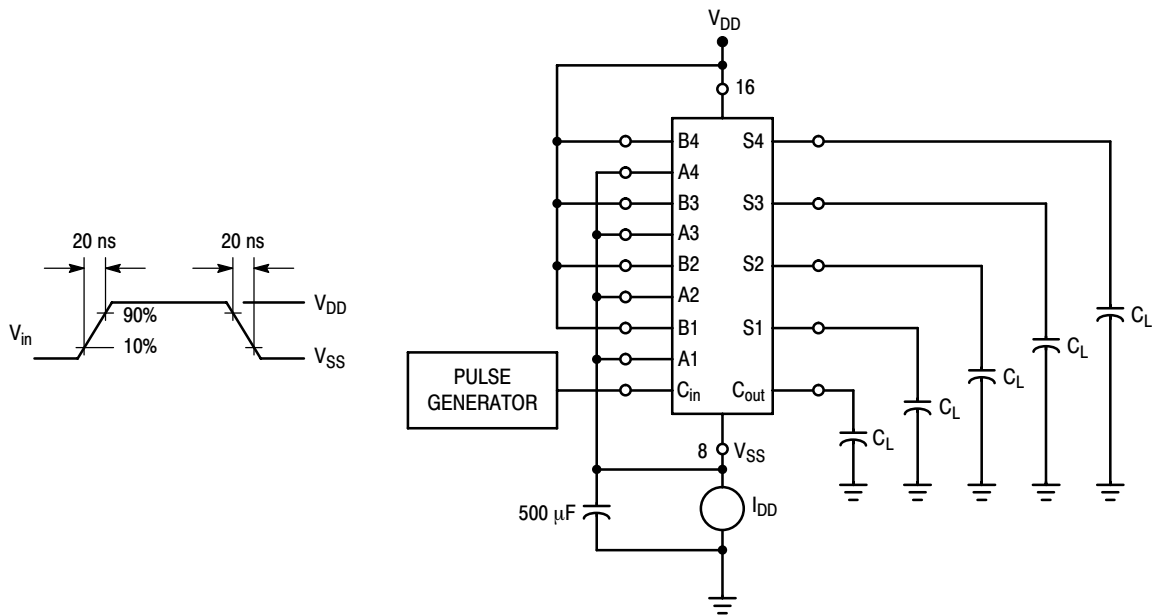 20 ns
20 ns
V_in
90%
10%
V_DD
V_SS
V_DD
16
B4
A4
B3
A3
B2
A2
B1
A1
C_in
S4
S3
S2
S1
C_out
PULSE
GENERATOR
8
V_SS
500 μF
I_DD
C_L
C_L
C_L
C_L
C_L